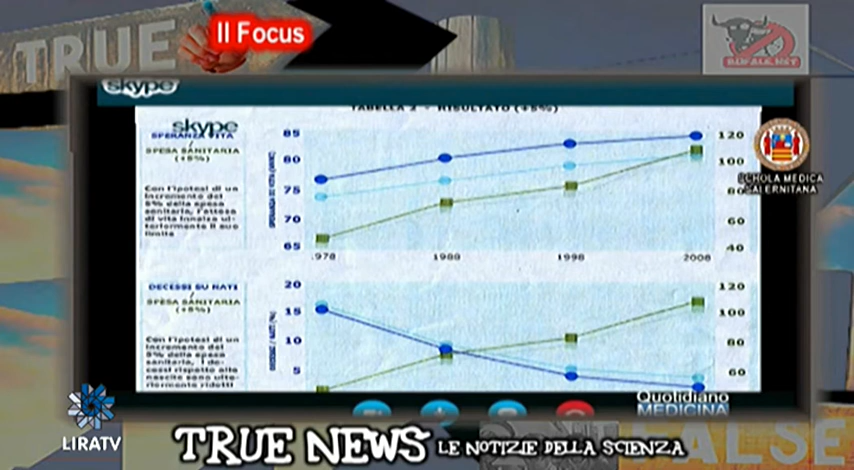 TRUE
Il Focus
BUFALE.NET
skype
TABELLA 2 - RISULTATO (+5%)
skype
SPERANZA VITA
SPESA SANITARIA
(+5%)
Con l'ipotesi di un
incremento del
5% della spesa
sanitaria, l'attesa
di vita innalza ul-
teriormente il suo
limite
85
80
75
70
65
120
100
80
60
40
1978
1988
1998
2008
SCHOLA MEDICA
SALERNITANA
DECESSI SU NATI
SPESA SANITARIA
(+5%)
Con l'ipotesi di un
incremento del
5% della spesa
sanitaria, i de-
cessi rispetto alle
nascite sono ulte-
riormente ridotti
20
15
10
5
120
100
80
60
Quotidiano
MEDICINA
LIRATV
TRUE NEWS LE NOTIZIE DELLA SCIENZA
FALSE